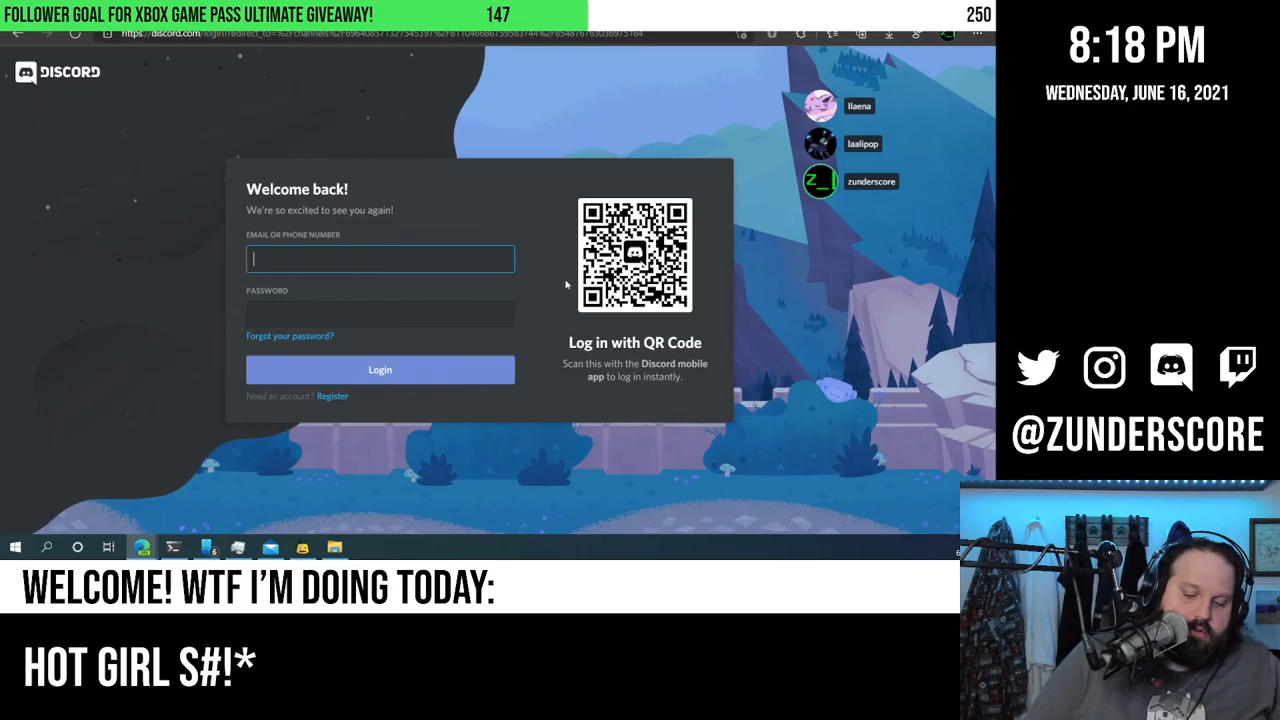 FOLLOWER GOAL FOR XBOX GAME PASS ULTIMATE GIVEAWAY! 147 250
DISCORD
llaena
laalipop
zunderscore
Welcome back!
We're so excited to see you again!
EMAIL OR PHONE NUMBER
PASSWORD
Forgot your password?
Login
Need an account? Register
Log in with QR Code
Scan this with the Discord mobile
app to log in instantly.
8:18 PM
WEDNESDAY, JUNE 16, 2021
@ZUNDERSCORE
WELCOME! WTF I'M DOING TODAY:
HOT GIRL S#!*